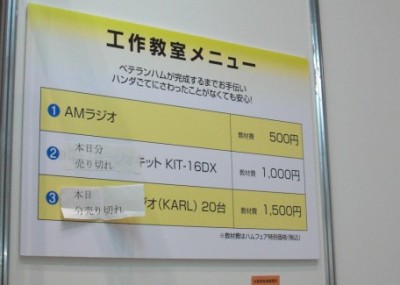 工作教室メニュー
ベテランハムが完成するまでお手伝い
ハンダごてにさわったことがなくても安心!
1 AMラジオ 教材費 500円
2 本日分
売り切れ キット KIT-16DX 教材費 1,000円
3 本日
分売り切れ ジオ(KARL) 20台 教材費 1,500円
※教材費はハムフェア特別価格(税込)